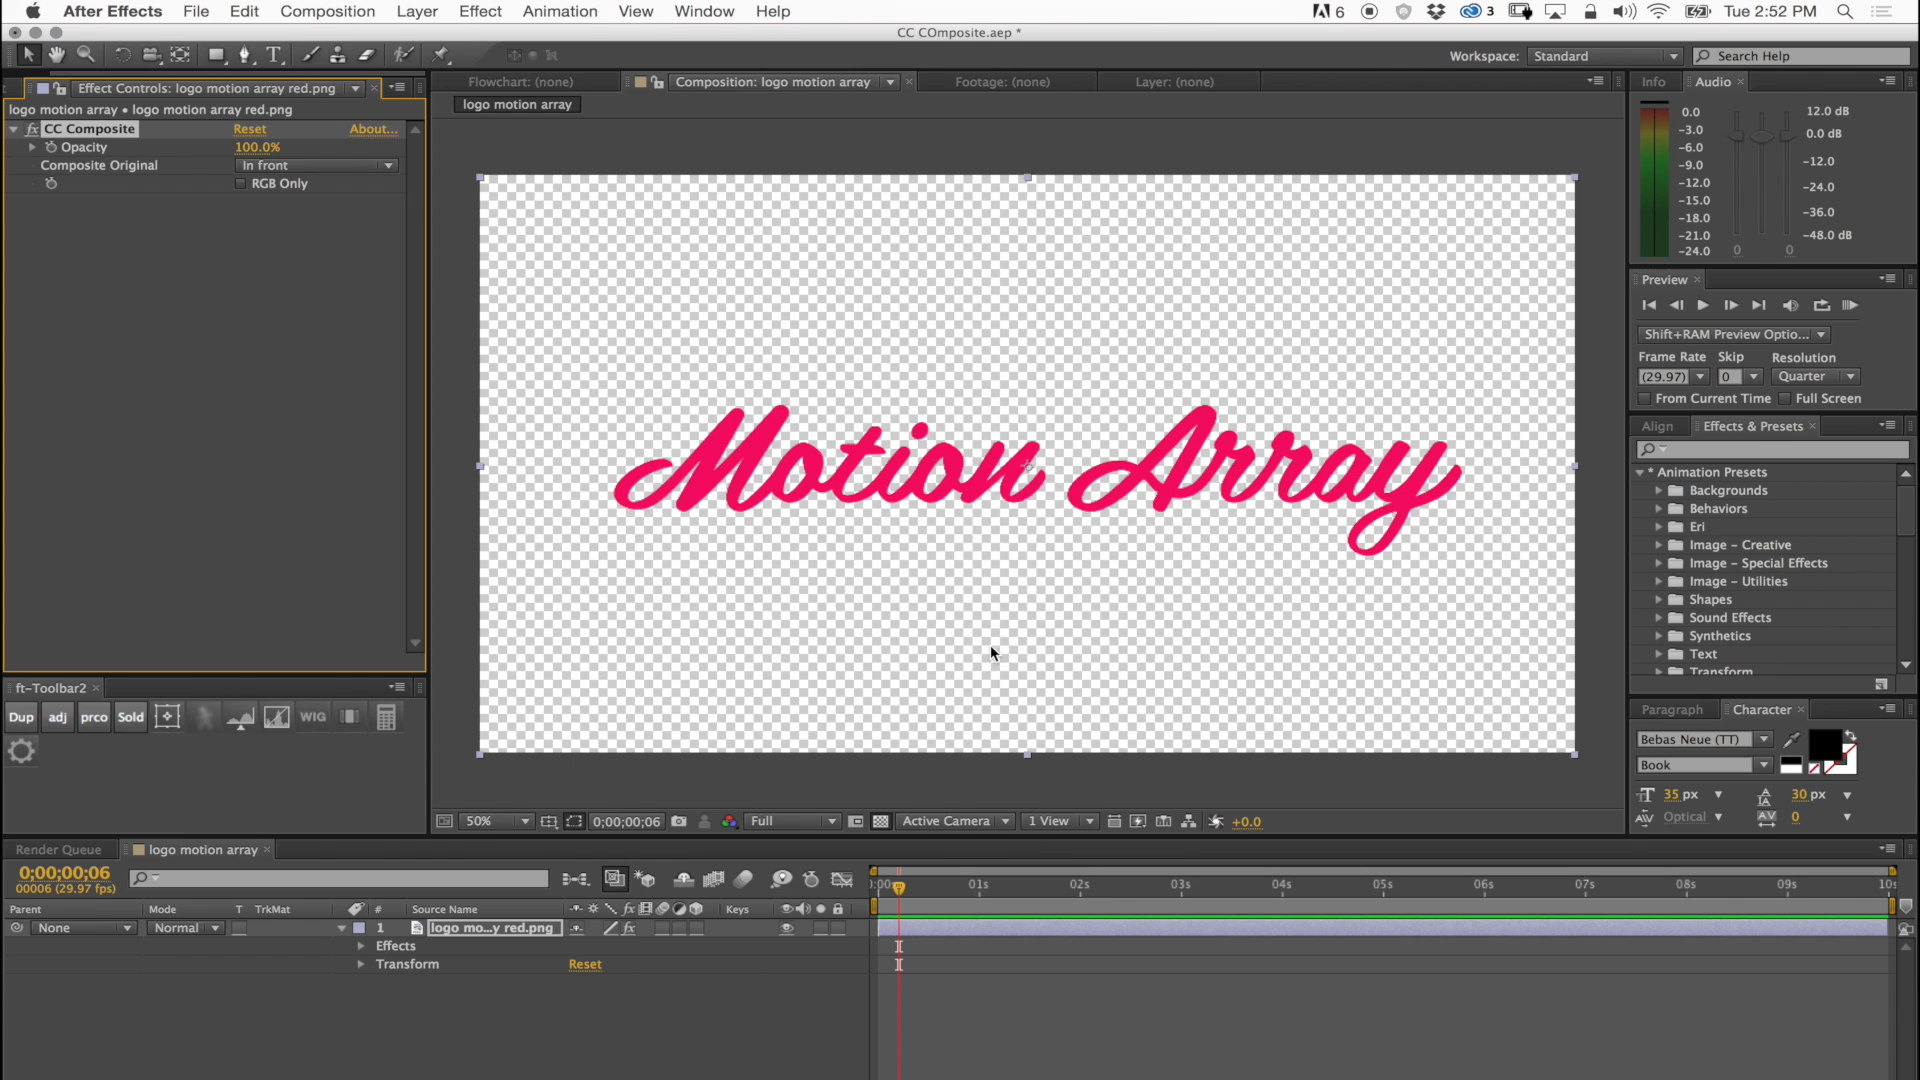 After Effects File Edit Composition Layer Effect Animation View Window Help 6 3 Tue 2:52 PM
CC COmposite.aep *
T Workspace: Standard Search Help
Effect Controls: logo motion array red.png
Flowchart: (none) Composition: logo motion array Footage: (none) Layer: (none)
Info Audio
logo motion array • logo motion array red.png
logo motion array
fx CC Composite Reset About...
Opacity 100.0%
Composite Original In front
RGB Only
0.0
-3.0
-6.0
-9.0
-12.0
-15.0
-18.0
-21.0
-24.0
12.0 dB
0.0 dB
-12.0
-24.0
-36.0
-48.0 dB
0 0
Motion Array
Preview
Shift+RAM Preview Optio...
Frame Rate Skip Resolution
(29.97) 0 Quarter
From Current Time Full Screen
Align Effects & Presets
* Animation Presets
Backgrounds
Behaviors
Eri
Image – Creative
Image – Special Effects
Image – Utilities
Shapes
Sound Effects
Synthetics
Text
Transform
ft-Toolbar2
Dup adj prco Sold WIG
Paragraph Character
Bebas Neue (TT)
Book
35 px 30 px
Optical 0
50% 0;00;00;06 Full Active Camera 1 View +0.0
Render Queue logo motion array
0;00;00;06
00006 (29.97 fps)
:00s 01s 02s 03s 04s 05s 06s 07s 08s 09s 10s
Parent Mode T TrkMat # Source Name fx Keys
None Normal 1 logo mo...y red.png fx
Effects
Transform Reset